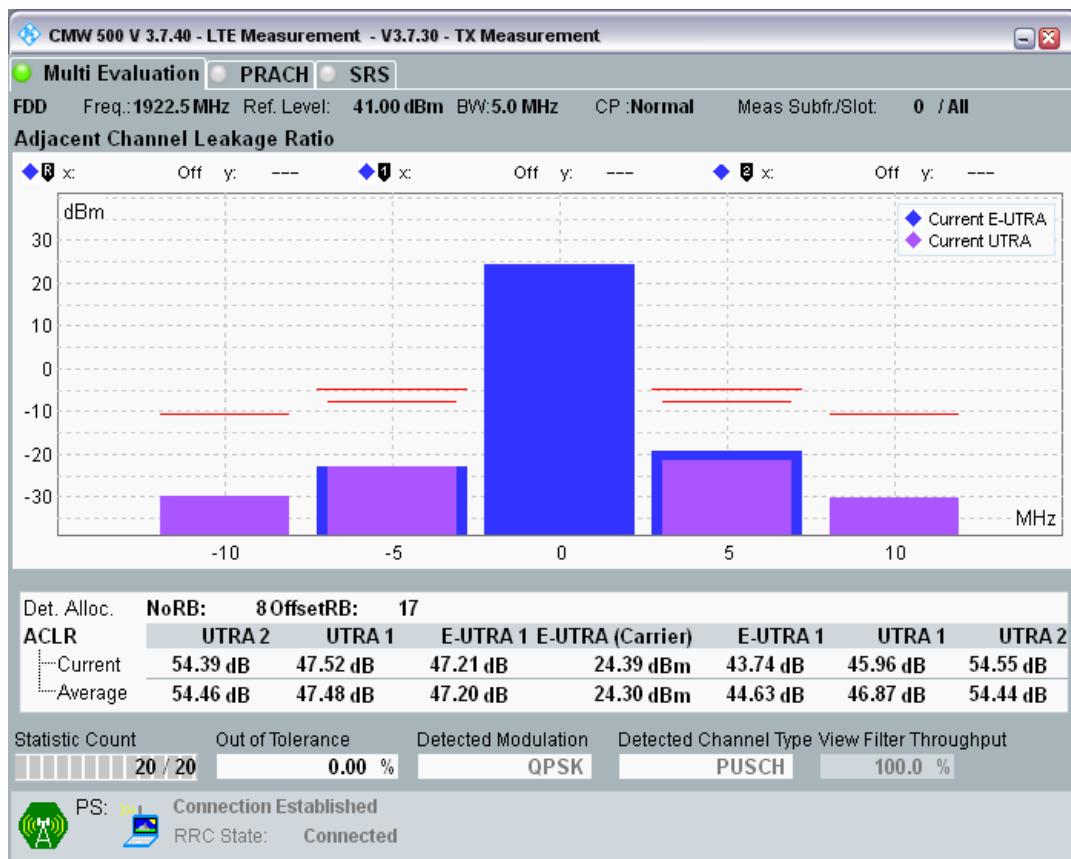 CMW 500 V 3.7.40 - LTE Measurement - V3.7.30 - TX Measurement
Multi Evaluation PRACH SRS
FDD Freq.: 1922.5 MHz Ref. Level: 41.00 dBm BW: 5.0 MHz CP : Normal Meas Subfr./Slot: 0 / All
Adjacent Channel Leakage Ratio
R x: Off y: --- 1 x: Off y: --- 2 x: Off y: ---
dBm
Current E-UTRA
Current UTRA
30
20
10
0
-10
-20
-30
MHz
-10 -5 0 5 10
Det. Alloc. NoRB: 8 OffsetRB: 17
ACLR UTRA 2 UTRA 1 E-UTRA 1 E-UTRA (Carrier) E-UTRA 1 UTRA 1 UTRA 2
Current 54.39 dB 47.52 dB 47.21 dB 24.39 dBm 43.74 dB 45.96 dB 54.55 dB
Average 54.46 dB 47.48 dB 47.20 dB 24.30 dBm 44.63 dB 46.87 dB 54.44 dB
Statistic Count Out of Tolerance Detected Modulation Detected Channel Type View Filter Throughput
20 / 20 0.00 % QPSK PUSCH 100.0 %
PS: Connection Established
RRC State: Connected